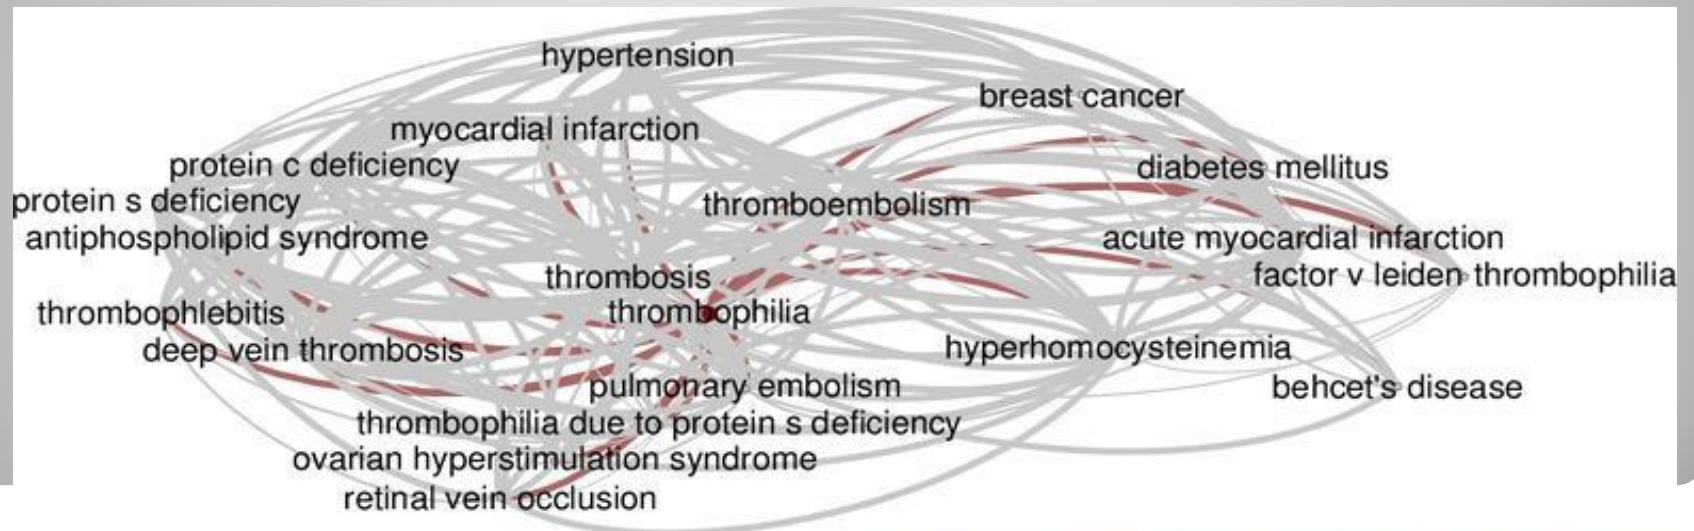 hypertension
breast cancer
myocardial infarction
protein c deficiency
diabetes mellitus
protein s deficiency
thromboembolism
antiphospholipid syndrome
acute myocardial infarction
thrombosis
factor v leiden thrombophilia
thrombophlebitis
thrombophilia
deep vein thrombosis
hyperhomocysteinemia
pulmonary embolism
behcet's disease
thrombophilia due to protein s deficiency
ovarian hyperstimulation syndrome
retinal vein occlusion